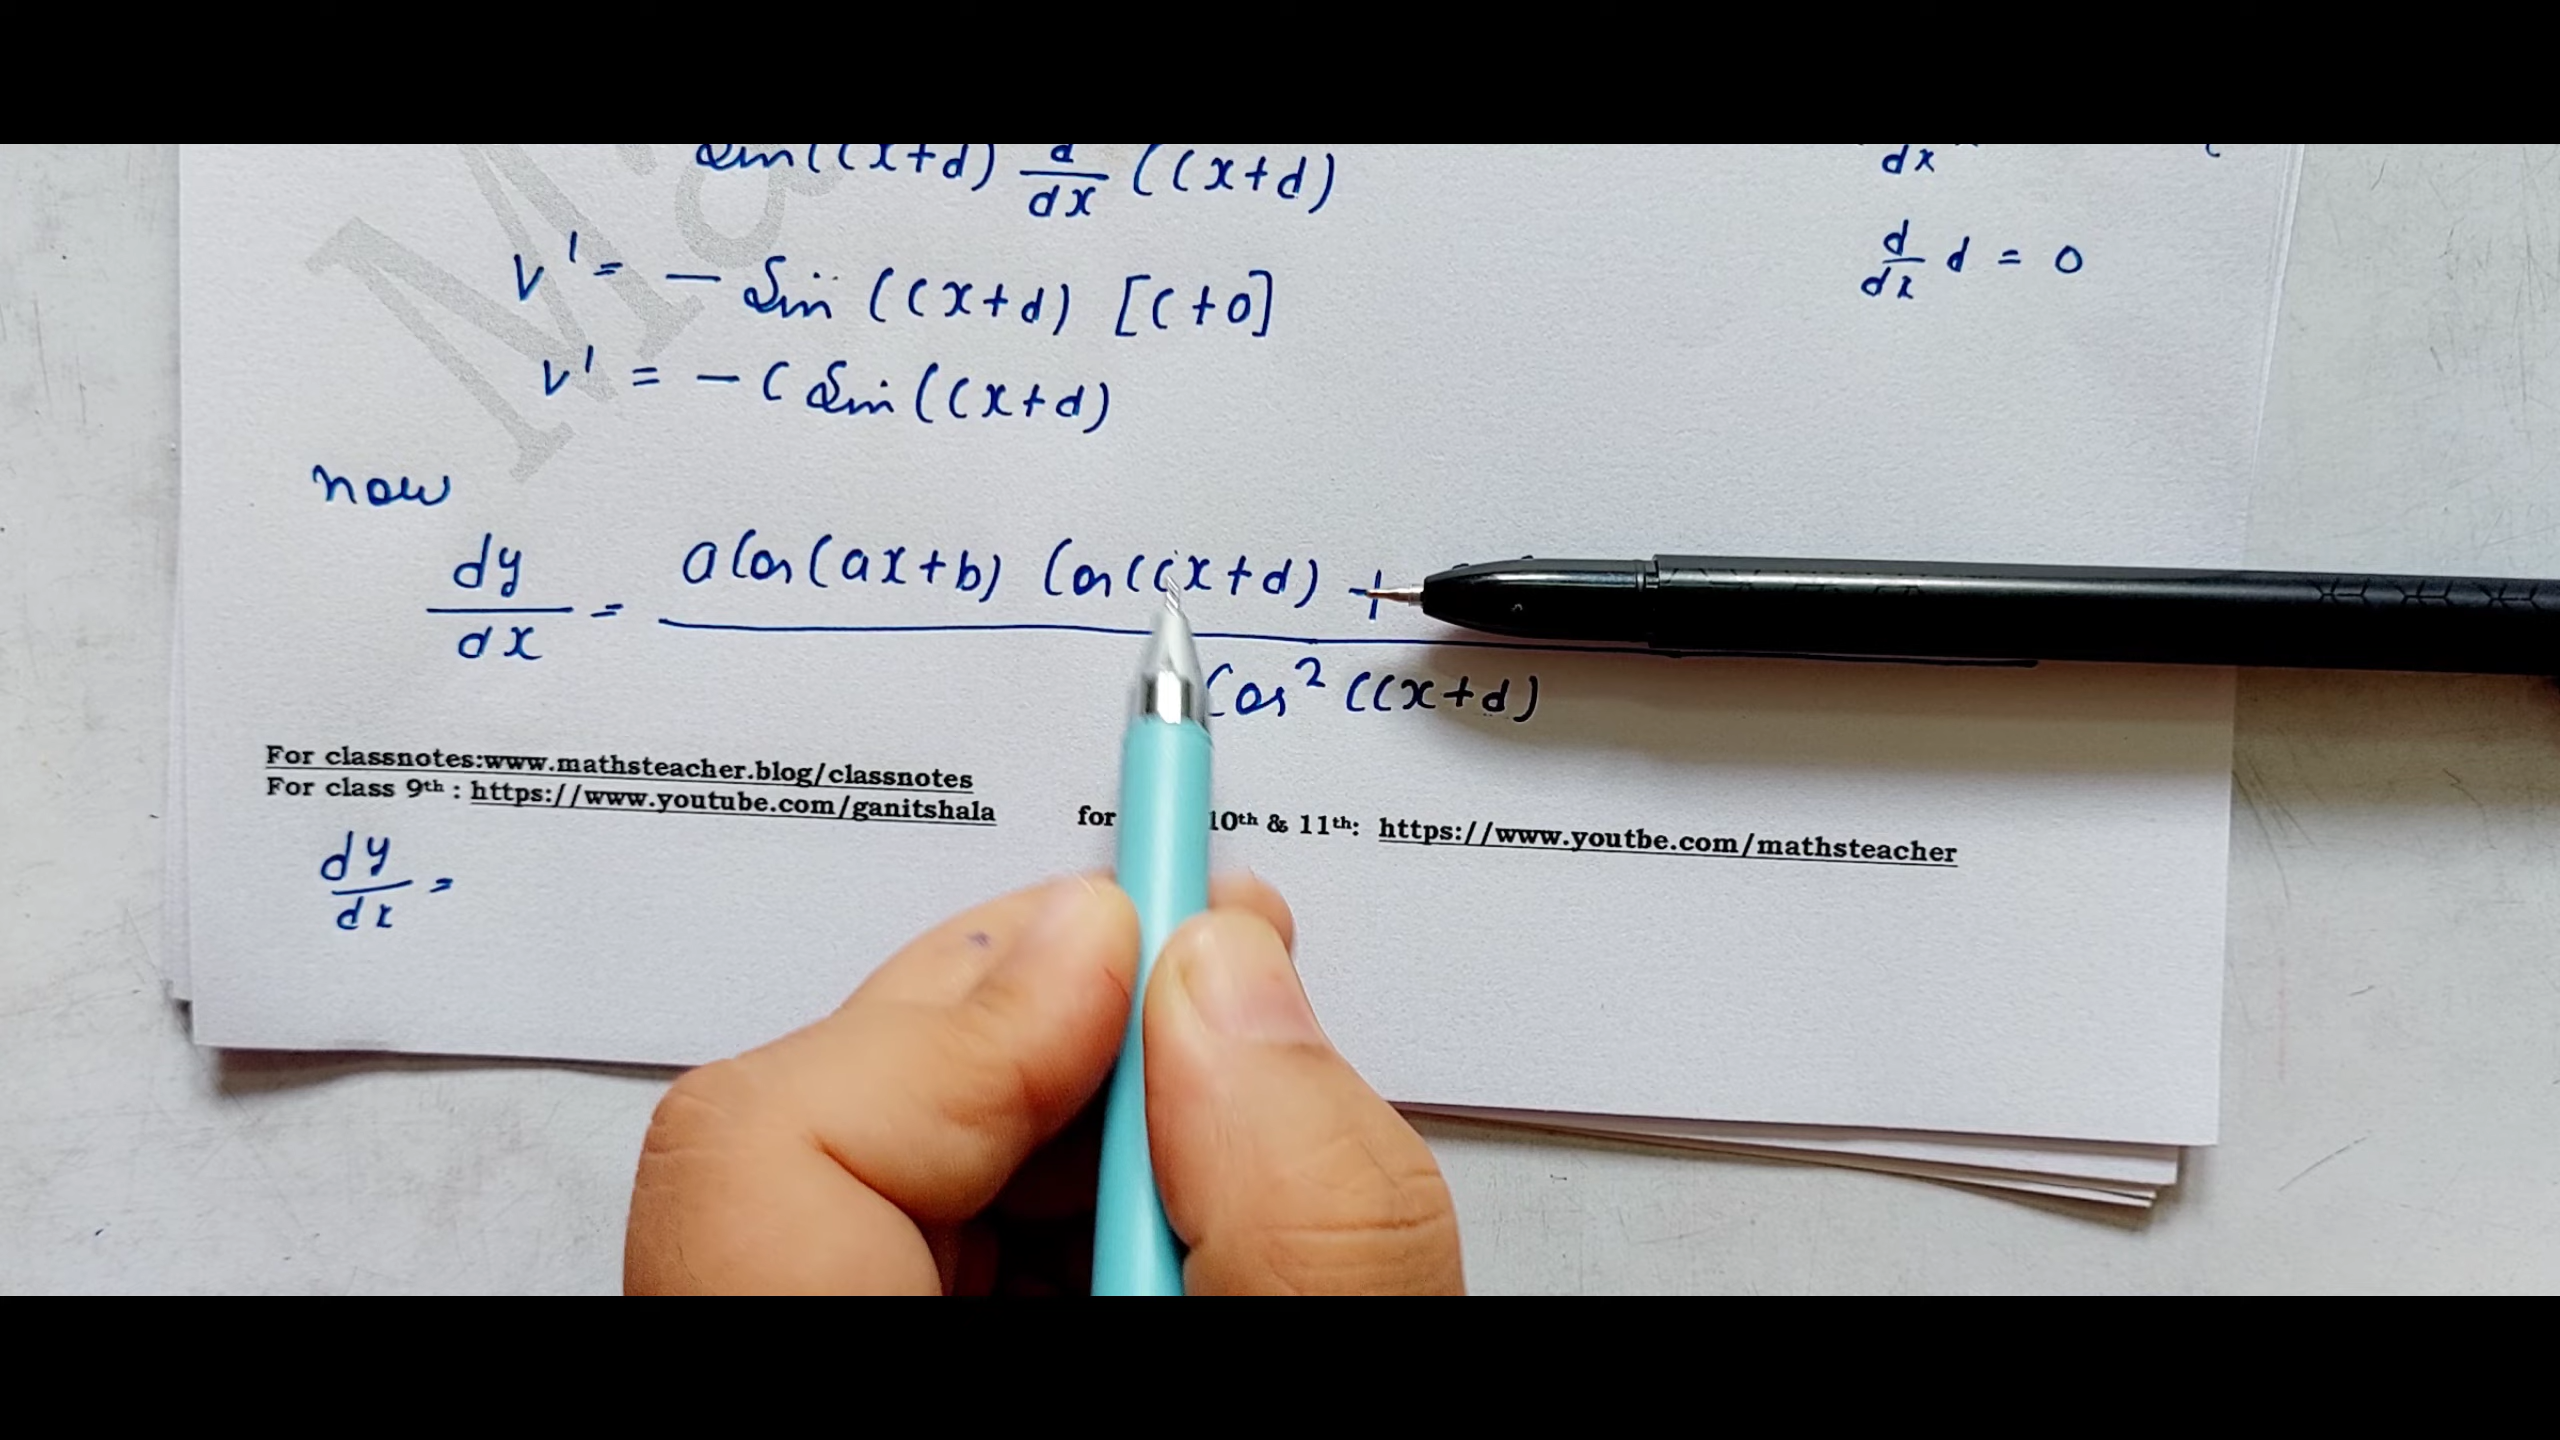 Sin(cx+d) d/dx (cx+d)
dx
V' = - Sin (cx+d) [c+0]
d/dx d = 0
V' = - c Sin (cx+d)
now
dy/dx = a Cos(ax+b) Cos(cx+d) +
Cos² (cx+d)
For classnotes:www.mathsteacher.blog/classnotes
For class 9th : https://www.youtube.com/ganitshala for 10th & 11th: https://www.youtbe.com/mathsteacher
dy/dx =